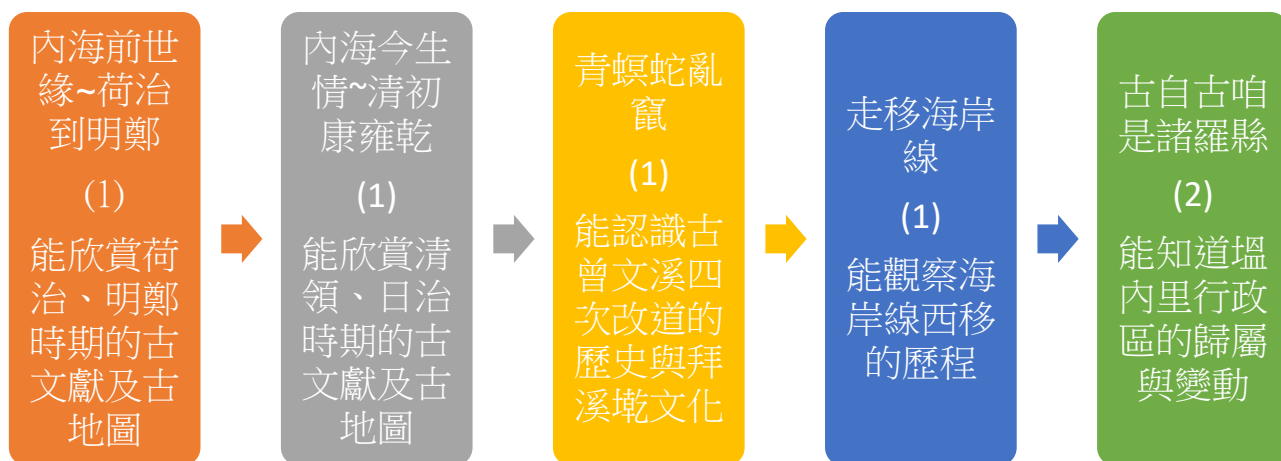 內海前世
緣~荷治
到明鄭
(1)
能欣賞荷
治、明鄭
時期的古
文獻及古
地圖
內海今生
情~清初
康雍乾
(1)
能欣賞清
領、日治
時期的古
文獻及古
地圖
青螟蛇亂
竄
(1)
能認識古
曾文溪四
次改道的
歷史與拜
溪墘文化
走移海岸
線
(1)
能觀察海
岸線西移
的歷程
古自古咱
是諸羅縣
(2)
能知道塭
內里行政
區的歸屬
與變動